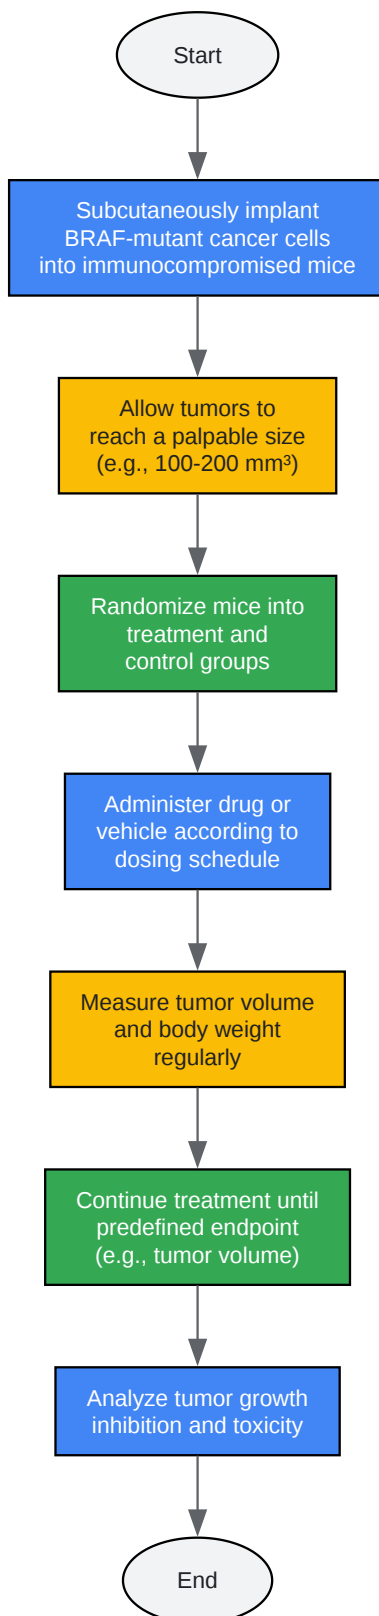 Start
Subcutaneously implant
BRAF-mutant cancer cells
into immunocompromised mice
Allow tumors to
reach a palpable size
(e.g., 100-200 mm³)
Randomize mice into
treatment and
control groups
Administer drug or
vehicle according to
dosing schedule
Measure tumor volume
and body weight
regularly
Continue treatment until
predefined endpoint
(e.g., tumor volume)
Analyze tumor growth
inhibition and toxicity
End